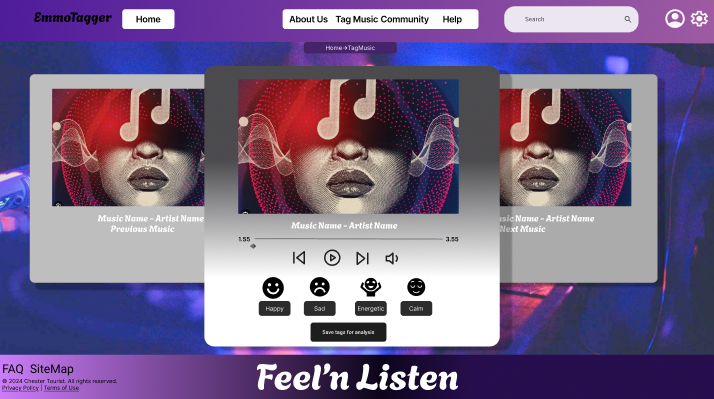 EmmoTagger
Home
About Us Tag Music Community Help
Search
Home→TagMusic
Music Name - Artist Name
Previous Music
Music Name - Artist Name
1.55
3.55
Music Name - Artist Name
Next Music
Happy
Sad
Energetic
Calm
Save tags for analysis
FAQ SiteMap
© 2024 Chester Tourist. All rights reserved.
Privacy Policy | Terms of Use
Feel'n Listen